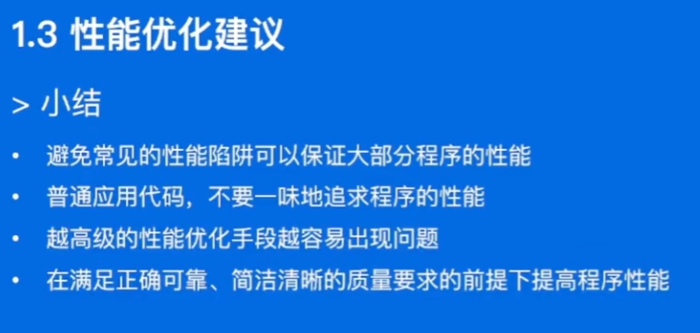 1.3 性能优化建议
> 小结
• 避免常见的性能陷阱可以保证大部分程序的性能
• 普通应用代码，不要一味地追求程序的性能
• 越高级的性能优化手段越容易出现问题
• 在满足正确可靠、简洁清晰的质量要求的前提下提高程序性能